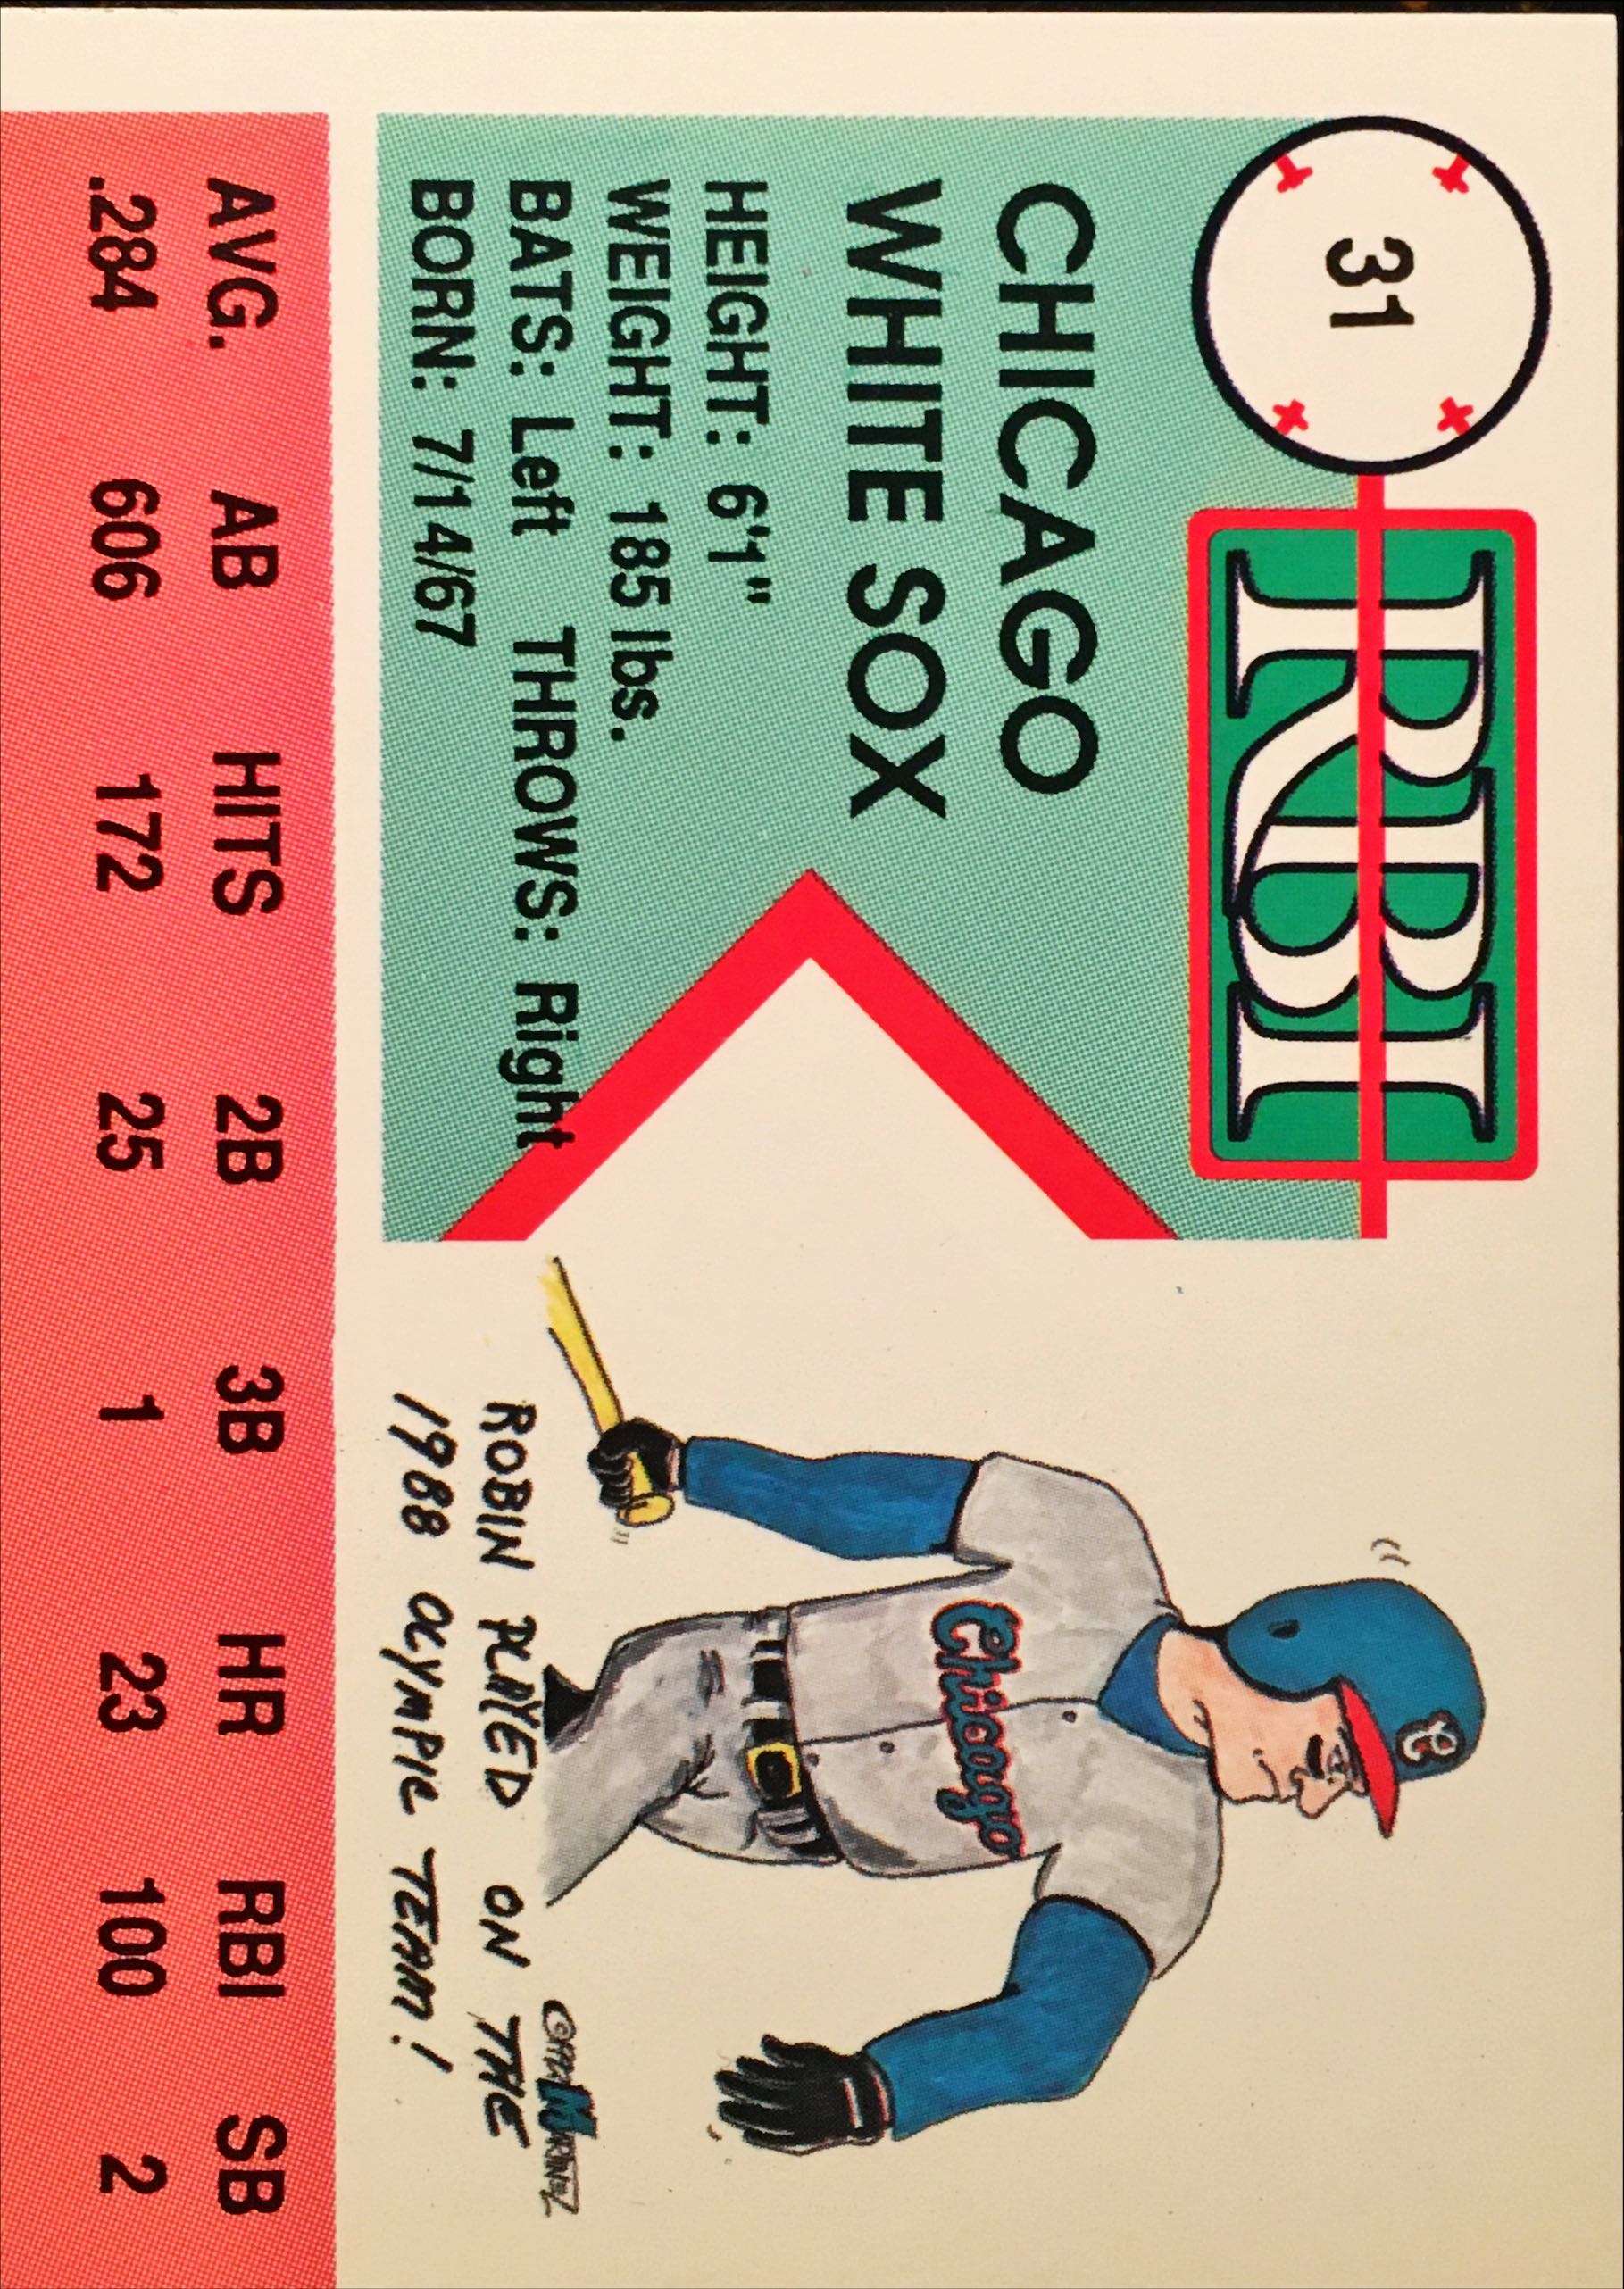 31
RBI
CHICAGO
WHITE SOX
HEIGHT: 6'1"
WEIGHT: 185 lbs.
BATS: Left THROWS: Right
BORN: 7/14/67
Chicago
ROBIN PLAYED ON THE
1988 OLYMPIC TEAM!
AVG. AB HITS 2B 3B HR RBI SB
.284 606 172 25 1 23 100 2